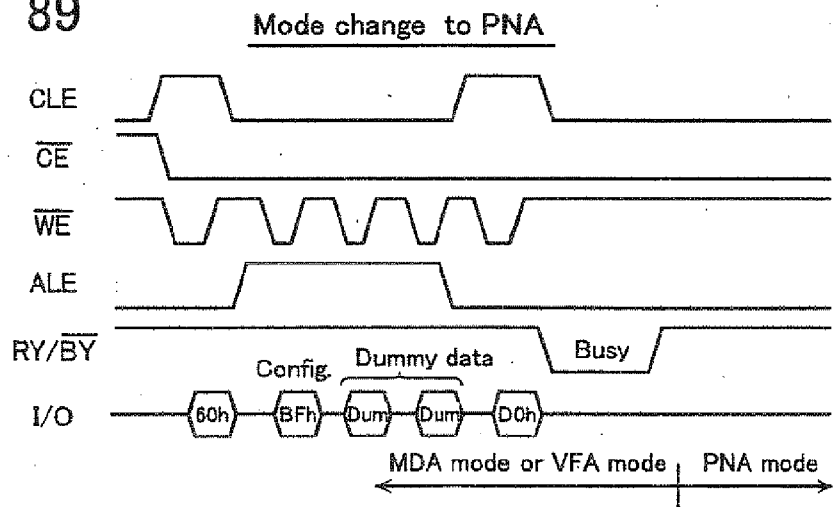 89
Mode change to PNA
CLE
CE
WE
ALE
RY/BY
Busy
Config. Dummy data
I/O
60h BFh Dum Dum D0h
MDA mode or VFA mode PNA mode